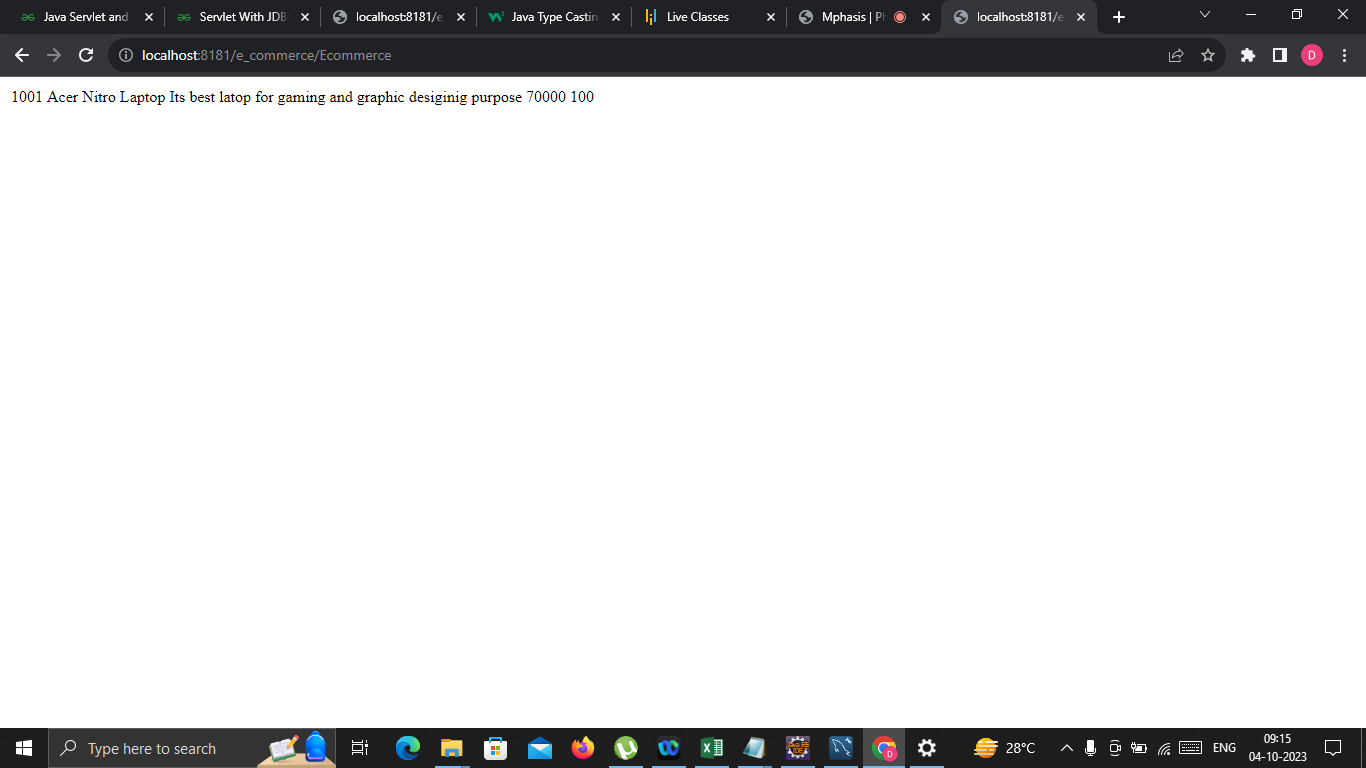 Java Servlet and
Servlet With JDB
localhost:8181/e
Java Type Castin
Live Classes
Mphasis | Ph
localhost:8181/e
localhost:8181/e_commerce/Ecommerce
D
1001 Acer Nitro Laptop Its best latop for gaming and graphic desiginig purpose 70000 100
Type here to search
D
28°C
ENG
09:15
04-10-2023